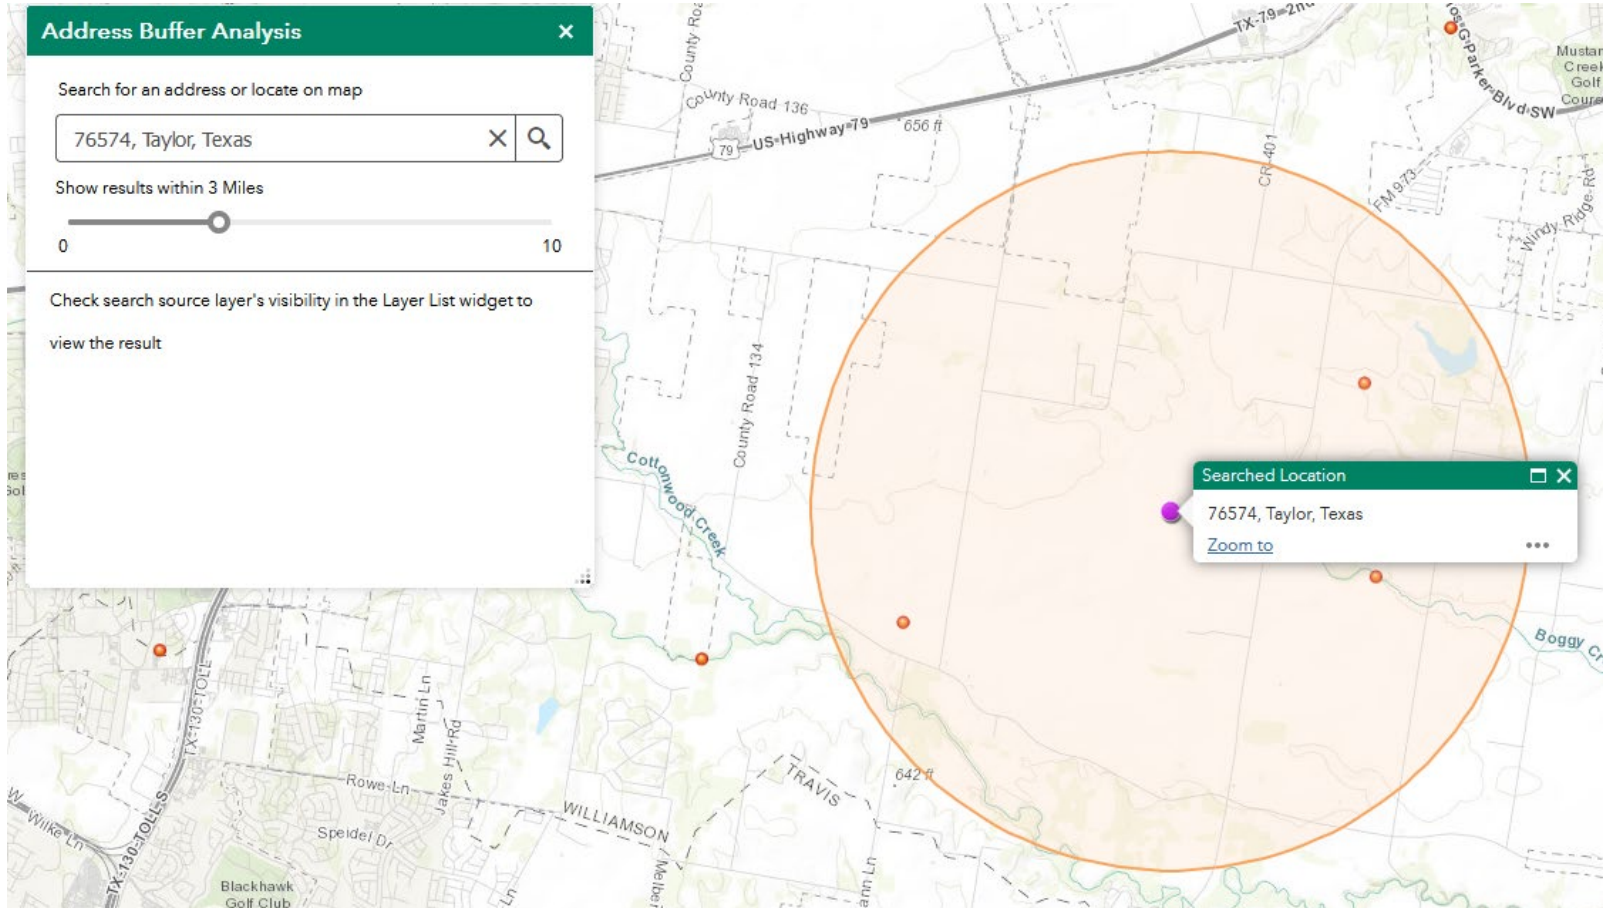 Address Buffer Analysis
Search for an address or locate on map
76574, Taylor, Texas
Show results within 3 Miles
0
10
Check search source layer's visibility in the Layer List widget to
view the result
County Road 136
79
US-Highway-79
656 ft
CR-401
FM 973
Windy Ridge-Rd
Creek
Golf
County Road 134
Cottonwood Creek
Searched Location
76574, Taylor, Texas
Zoom to
Boggy
TX-130-TOLL
Martin Ln
Jakes Hill-Rd
Rowe-Ln
642 ft
TRAVIS
WILLIAMSON
W Wilke Ln
TX-130-TOLL S
Speidel Dr
Blackhawk
Golf Club